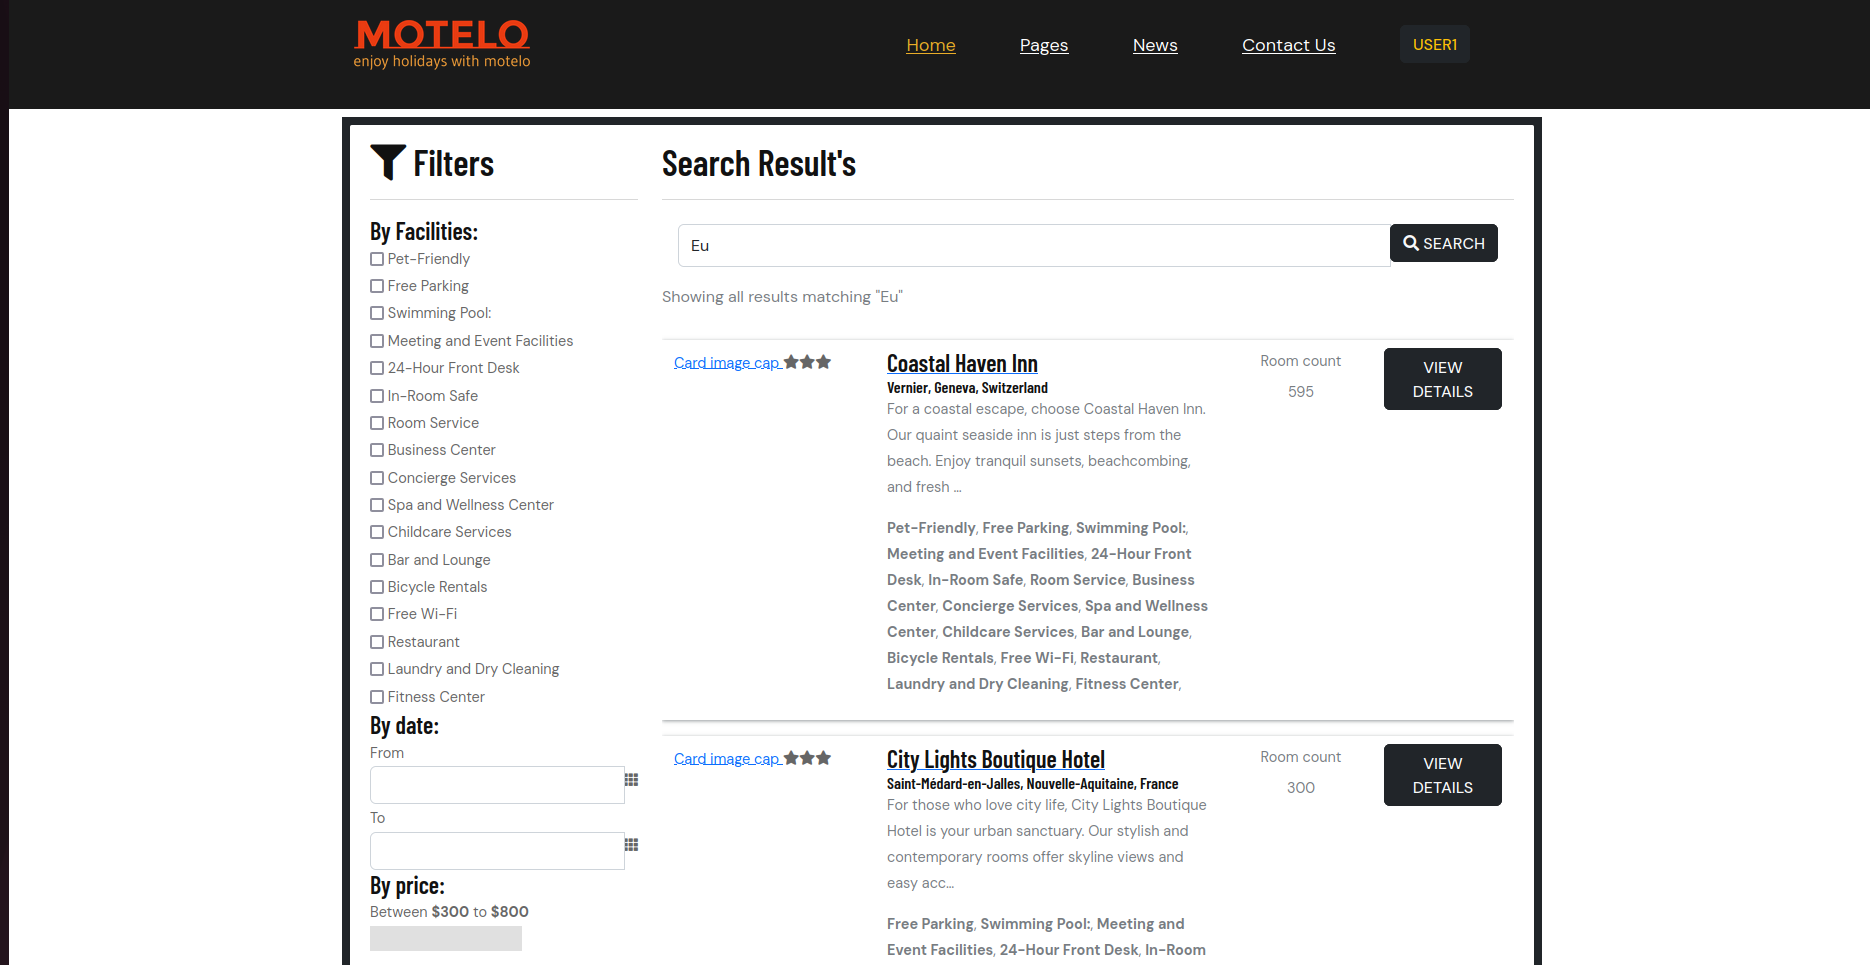 MOTELO
enjoy holidays with motelo
Home
Pages
News
Contact Us
USER1
Filters
By Facilities:
Pet-Friendly
Free Parking
Swimming Pool:
Meeting and Event Facilities
24-Hour Front Desk
In-Room Safe
Room Service
Business Center
Concierge Services
Spa and Wellness Center
Childcare Services
Bar and Lounge
Bicycle Rentals
Free Wi-Fi
Restaurant
Laundry and Dry Cleaning
Fitness Center
By date:
From
To
By price:
Between $300 to $800
Search Result's
Eu
SEARCH
Showing all results matching "Eu"
Card image cap
Coastal Haven Inn
Vernier, Geneva, Switzerland
For a coastal escape, choose Coastal Haven Inn.
Our quaint seaside inn is just steps from the
beach. Enjoy tranquil sunsets, beachcombing,
and fresh ...
Pet-Friendly, Free Parking, Swimming Pool:,
Meeting and Event Facilities, 24-Hour Front
Desk, In-Room Safe, Room Service, Business
Center, Concierge Services, Spa and Wellness
Center, Childcare Services, Bar and Lounge,
Bicycle Rentals, Free Wi-Fi, Restaurant,
Laundry and Dry Cleaning, Fitness Center,
Room count
595
VIEW
DETAILS
Card image cap
City Lights Boutique Hotel
Saint-Médard-en-Jalles, Nouvelle-Aquitaine, France
For those who love city life, City Lights Boutique
Hotel is your urban sanctuary. Our stylish and
contemporary rooms offer skyline views and
easy acc...
Free Parking, Swimming Pool:, Meeting and
Event Facilities, 24-Hour Front Desk, In-Room
Room count
300
VIEW
DETAILS